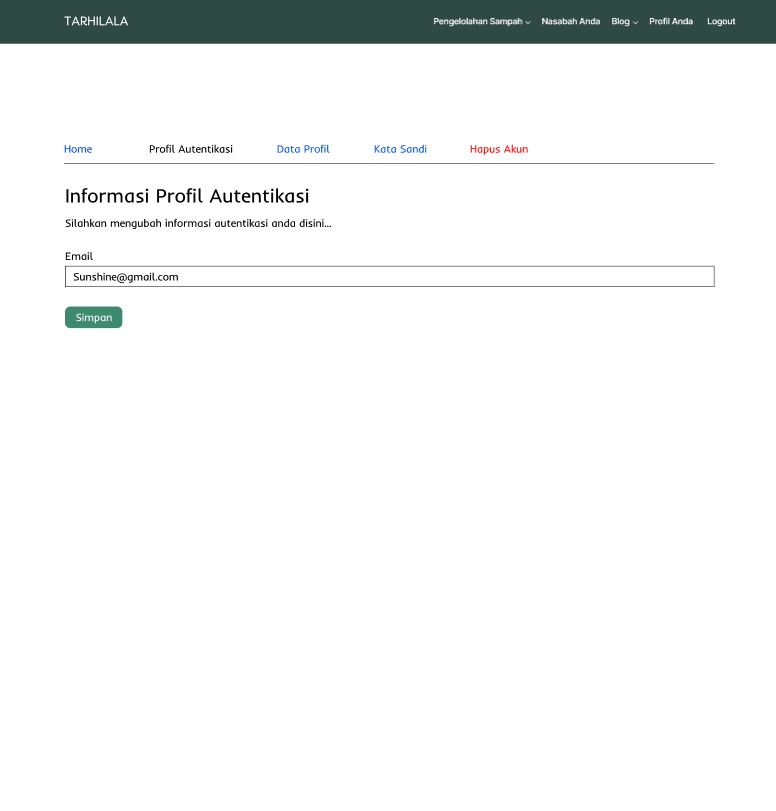 TARHILALA Pengelolahan Sampah Nasabah Anda Blog Profil Anda Logout
Home Profil Autentikasi Data Profil Kata Sandi Hapus Akun
Informasi Profil Autentikasi
Silahkan mengubah informasi autentikasi anda disini...
Email
Sunshine@gmail.com
Simpan